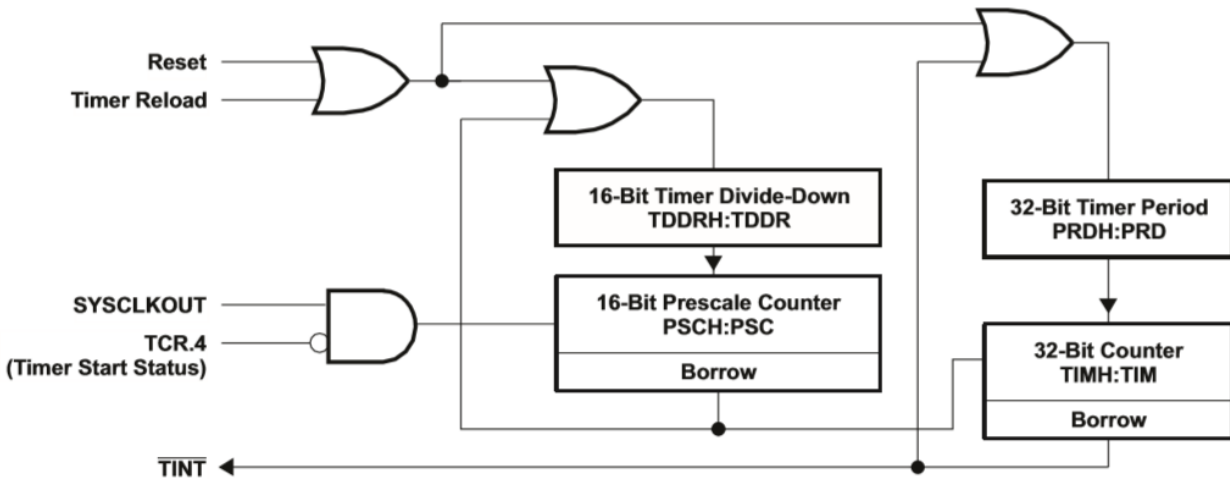 Reset
Timer Reload
16-Bit Timer Divide-Down
TDDRH:TDDR
32-Bit Timer Period
PRDH:PRD
SYSCLKOUT
TCR.4
(Timer Start Status)
16-Bit Prescale Counter
PSCH:PSC
Borrow
32-Bit Counter
TIMH:TIM
Borrow
TINT